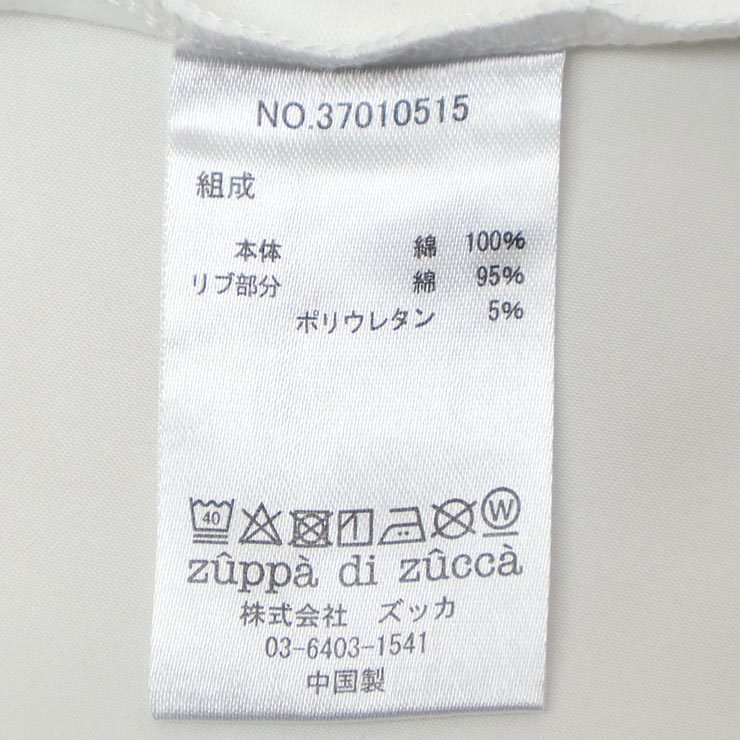 NO.37010515
組成
本体 綿 100%
リブ部分 綿 95%
ポリウレタン 5%
40 W
zûppà di zûccà
株式会社 ズッカ
03-6403-1541
中国製